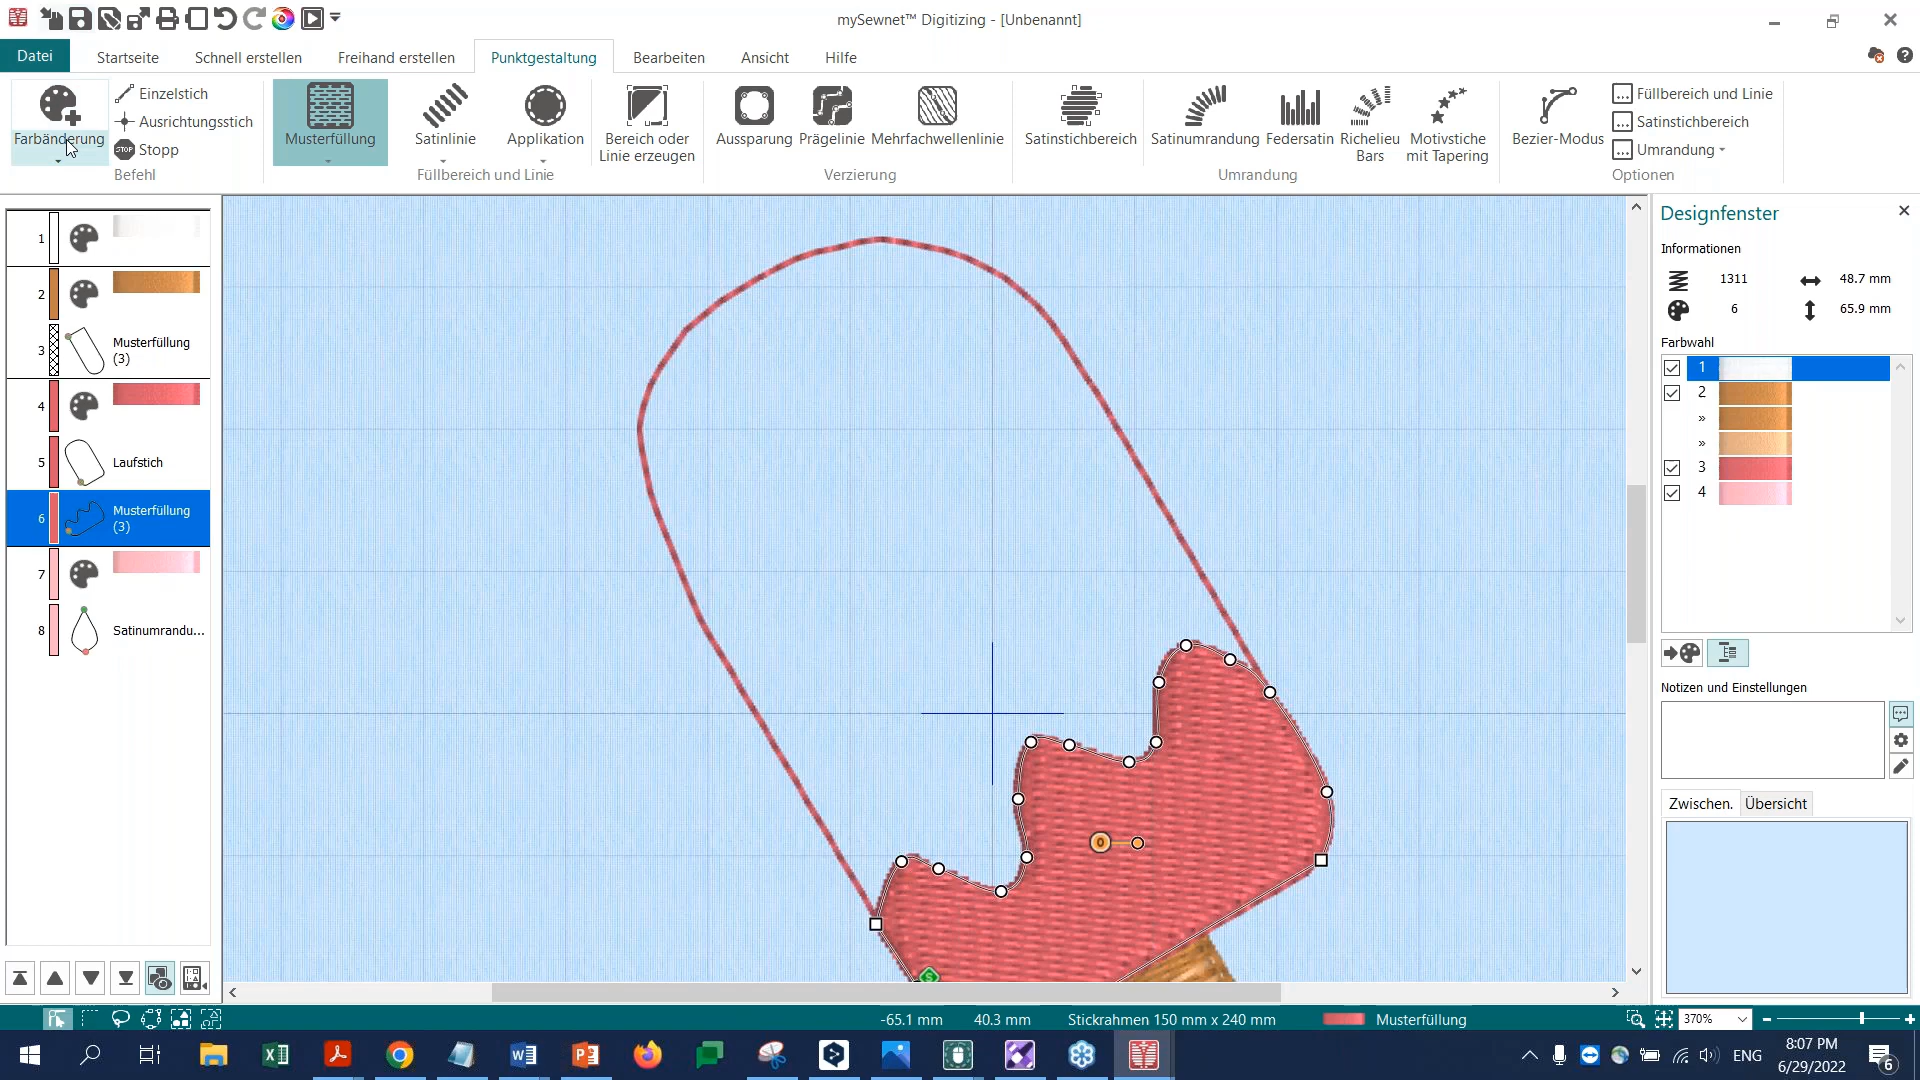 mySewnet™ Digitizing - [Unbenannt]
Datei
Startseite
Schnell erstellen
Freihand erstellen
Punktgestaltung
Bearbeiten
Ansicht
Hilfe
Farbänderung
Einzelstich
Ausrichtungsstich
STOP
Stopp
Befehl
Musterfüllung
Satinlinie
Applikation
Bereich oder
Linie erzeugen
Füllbereich und Linie
Aussparung
Prägelinie
Mehrfachwellenlinie
Verzierung
Satinstichbereich
Satinumrandung
Federsatin
Richelieu
Bars
Motivstiche
mit Tapering
Umrandung
Bezier-Modus
Füllbereich und Linie
Satinstichbereich
Umrandung
Optionen
1
2
3
Musterfüllung
(3)
4
5
Laufstich
6
Musterfüllung
(3)
7
8
Satinumrandu...
0
S
Designfenster
Informationen
1311
48.7 mm
6
65.9 mm
Farbwahl
1
2
»
»
3
4
Notizen und Einstellungen
Zwischen.
Übersicht
-65.1 mm
40.3 mm
Stickrahmen 150 mm x 240 mm
Musterfüllung
370%
ENG
8:07 PM
6/29/2022
6